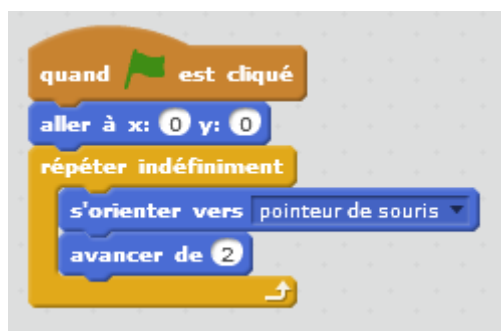 quand est cliqué
aller à x: 0 y: 0
répéter indéfiniment
s'orienter vers pointeur de souris
avancer de 2